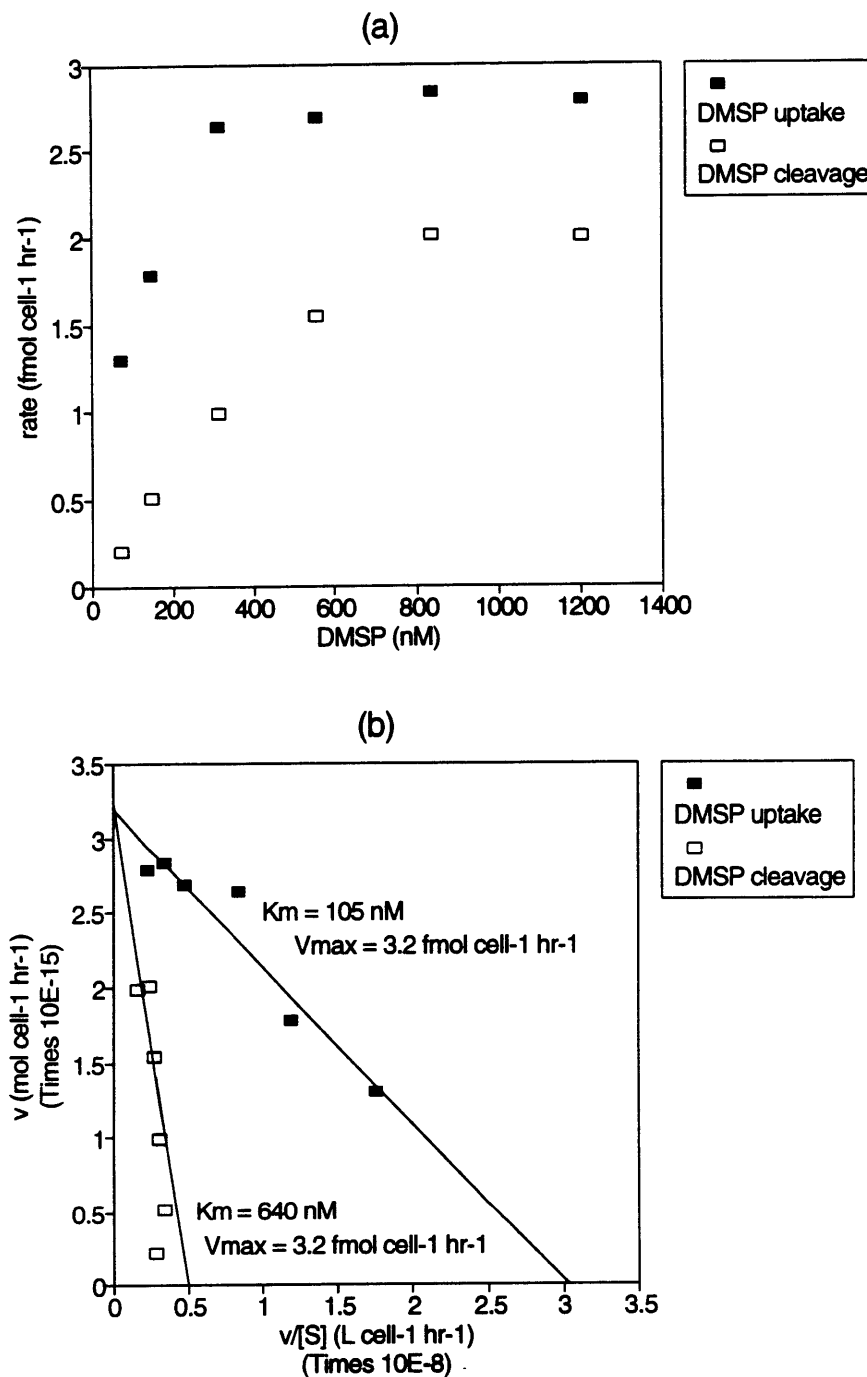 (a)
3
2.5
2
1.5
1
0.5
0
rate (fmol cell-1 hr-1)
0 200 400 600 800 1000 1200 1400
DMSP (nM)
DMSP uptake
DMSP cleavage
(b)
3.5
3
2.5
2
1.5
1
0.5
0
v (mol cell-1 hr-1)
(Times 10E-15)
Km = 105 nM
Vmax = 3.2 fmol cell-1 hr-1
Km = 640 nM
Vmax = 3.2 fmol cell-1 hr-1
0 0.5 1 1.5 2 2.5 3 3.5
v/[S] (L cell-1 hr-1)
(Times 10E-8)
DMSP uptake
DMSP cleavage